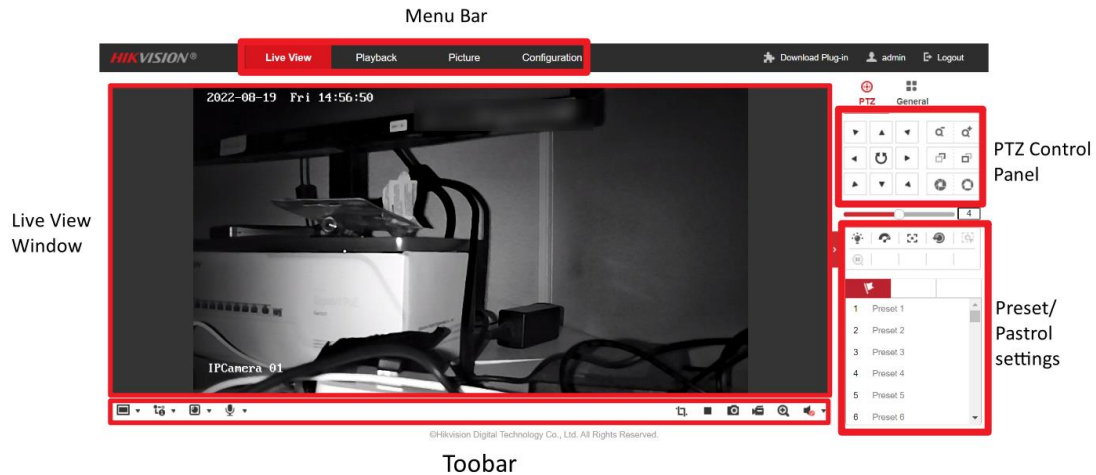 Menu Bar
HIKVISION®
Live View
Playback
Picture
Configuration
Download Plug-in
admin
Logout
2022-08-19 Fri 14:56:50
PTZ
General
PTZ Control
Panel
4
Live View
Window
Preset/
Pastrol
settings
1 Preset 1
2 Preset 2
3 Preset 3
4 Preset 4
5 Preset 5
6 Preset 6
IPCamera 01
©Hikvision Digital Technology Co., Ltd. All Rights Reserved.
Toobar